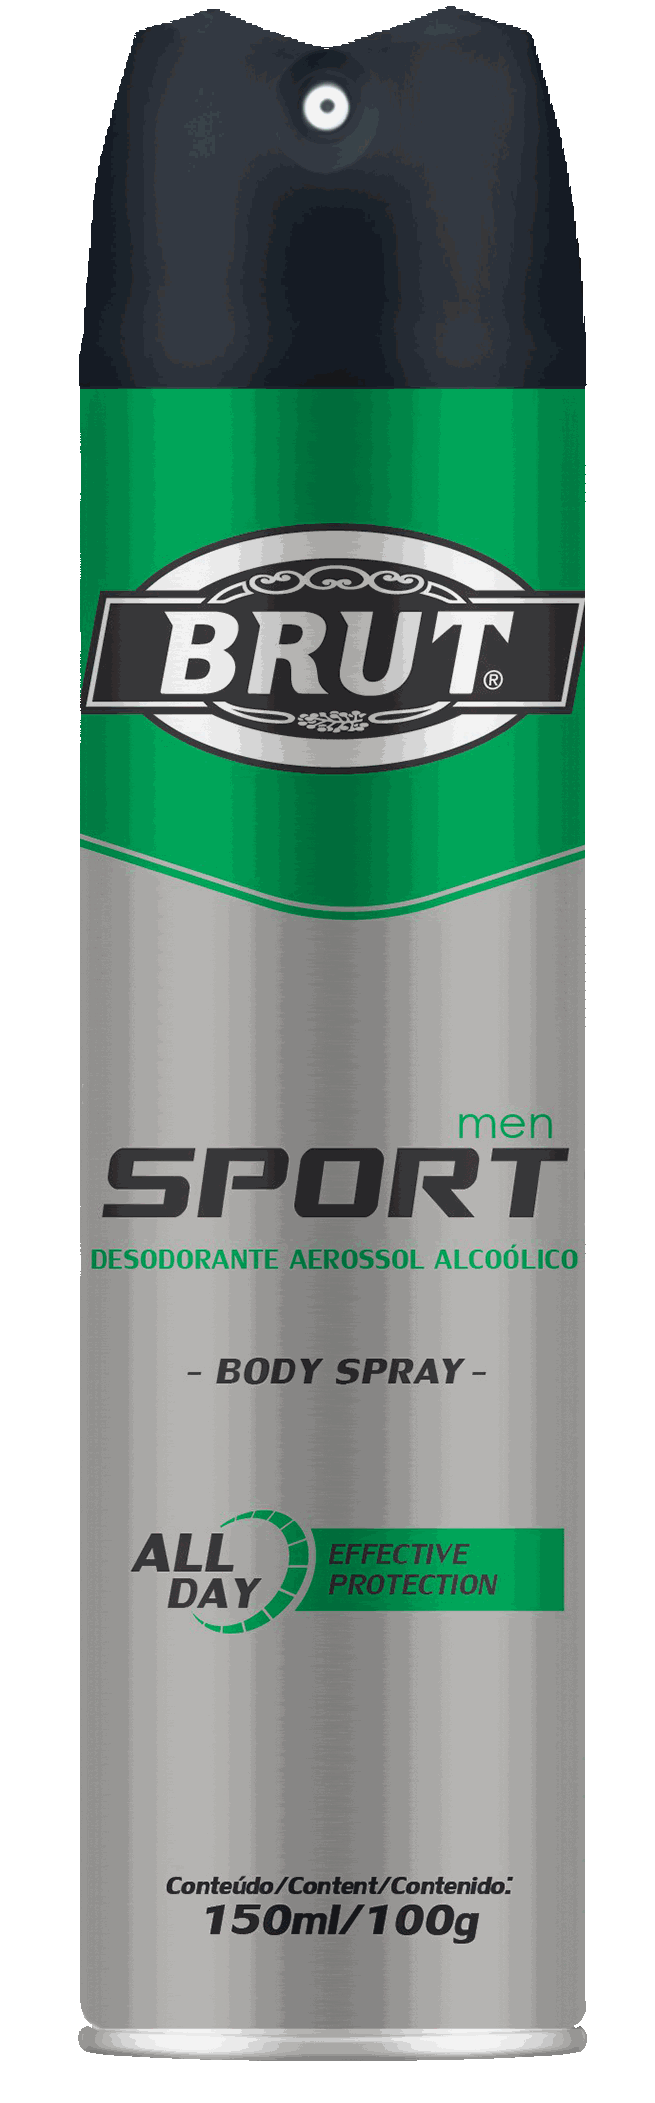 BRUT®
men
SPORT
DESODORANTE AEROSSOL ALCOÓLICO
- BODY SPRAY -
ALL
DAY
EFFECTIVE
PROTECTION
Conteúdo/Content/Contenido:
150ml/100g